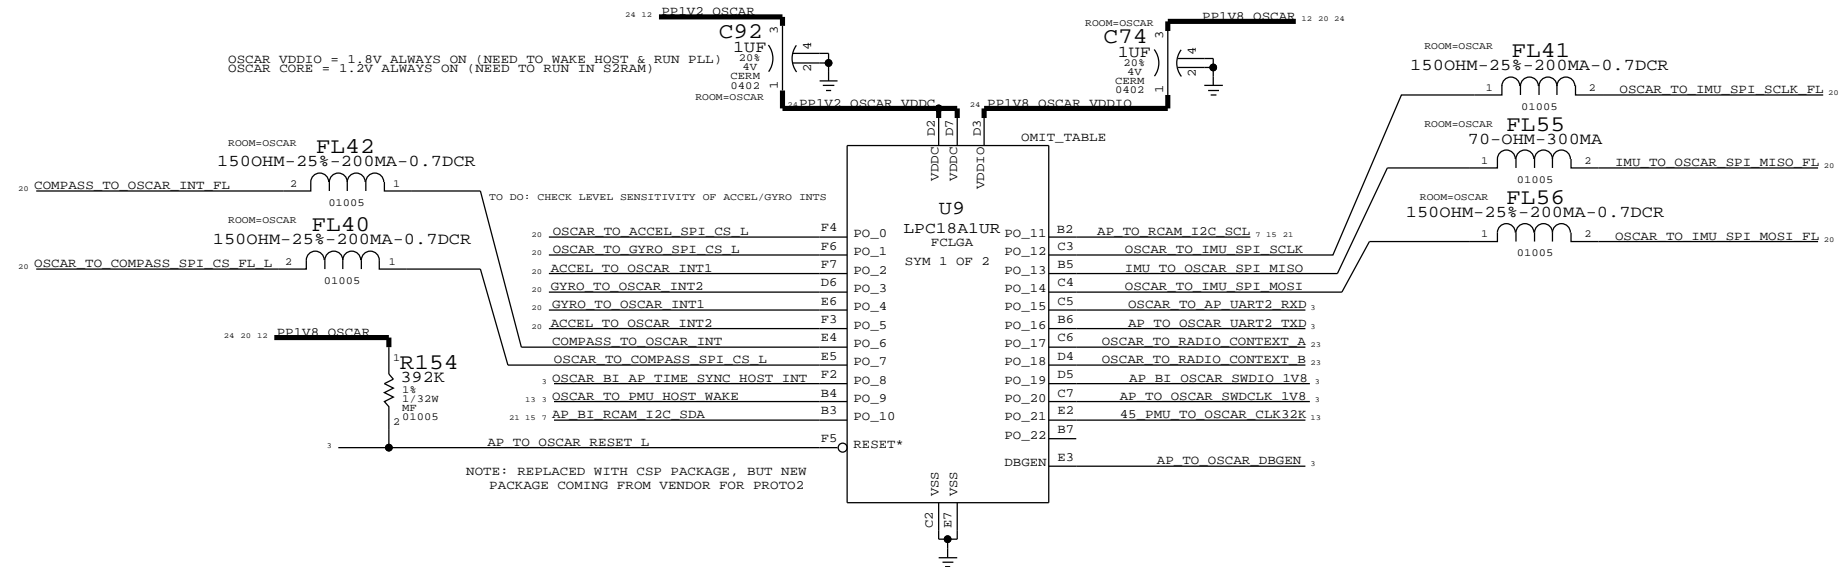 24 12 PP1V2_OSCAR
C92
1UF
20%
4V
CERM
0402
ROOM=OSCAR
3
1
4
2
ROOM=OSCAR
PP1V8_OSCAR 12 20 24
C74
1UF
20%
4V
CERM
0402
3
1
4
2
OSCAR VDDIO = 1.8V ALWAYS ON (NEED TO WAKE HOST & RUN PLL)
OSCAR CORE = 1.2V ALWAYS ON (NEED TO RUN IN S2RAM)
24 PP1V2_OSCAR_VDDC
24 PP1V8_OSCAR_VDDIO
ROOM=OSCAR FL41
150OHM-25%-200MA-0.7DCR
1 2 OSCAR_TO_IMU_SPI_SCLK_FL 20
01005
ROOM=OSCAR FL55
70-OHM-300MA
1 2 IMU_TO_OSCAR_SPI_MISO_FL 20
01005
ROOM=OSCAR FL56
150OHM-25%-200MA-0.7DCR
1 2 OSCAR_TO_IMU_SPI_MOSI_FL 20
01005
ROOM=OSCAR FL42
150OHM-25%-200MA-0.7DCR
20 COMPASS_TO_OSCAR_INT_FL 2 1
01005
ROOM=OSCAR FL40
150OHM-25%-200MA-0.7DCR
20 OSCAR_TO_COMPASS_SPI_CS_FL_L 2 1
01005
24 20 12 PP1V8_OSCAR
1
R154
392K
1%
1/32W
MF
01005
2
TO DO: CHECK LEVEL SENSITIVITY OF ACCEL/GYRO INTS
OMIT_TABLE
D2 D7 D3
VDDC VDDC VDDIO
U9
LPC18A1UR
FCLGA
SYM 1 OF 2
20 OSCAR_TO_ACCEL_SPI_CS_L F4 PO_0
20 OSCAR_TO_GYRO_SPI_CS_L F6 PO_1
20 ACCEL_TO_OSCAR_INT1 F7 PO_2
20 GYRO_TO_OSCAR_INT2 D6 PO_3
20 GYRO_TO_OSCAR_INT1 E6 PO_4
20 ACCEL_TO_OSCAR_INT2 F3 PO_5
COMPASS_TO_OSCAR_INT E4 PO_6
OSCAR_TO_COMPASS_SPI_CS_L E5 PO_7
3 OSCAR_BI_AP_TIME_SYNC_HOST_INT F2 PO_8
13 3 OSCAR_TO_PMU_HOST_WAKE B4 PO_9
21 15 7 AP_BI_RCAM_I2C_SDA B3 PO_10
3 AP_TO_OSCAR_RESET_L F5 RESET*
PO_11 B2 AP_TO_RCAM_I2C_SCL 7 15 21
PO_12 C3 OSCAR_TO_IMU_SPI_SCLK
PO_13 B5 IMU_TO_OSCAR_SPI_MISO
PO_14 C4 OSCAR_TO_IMU_SPI_MOSI
PO_15 C5 OSCAR_TO_AP_UART2_RXD 3
PO_16 B6 AP_TO_OSCAR_UART2_TXD 3
PO_17 C6 OSCAR_TO_RADIO_CONTEXT_A 23
PO_18 D4 OSCAR_TO_RADIO_CONTEXT_B 23
PO_19 D5 AP_BI_OSCAR_SWDIO_1V8 3
PO_20 C7 AP_TO_OSCAR_SWDCLK_1V8 3
PO_21 E2 45_PMU_TO_OSCAR_CLK32K 13
PO_22 B7
DBGEN E3 AP_TO_OSCAR_DBGEN 3
VSS VSS
C2 E7
NOTE: REPLACED WITH CSP PACKAGE, BUT NEW
PACKAGE COMING FROM VENDOR FOR PROTO2